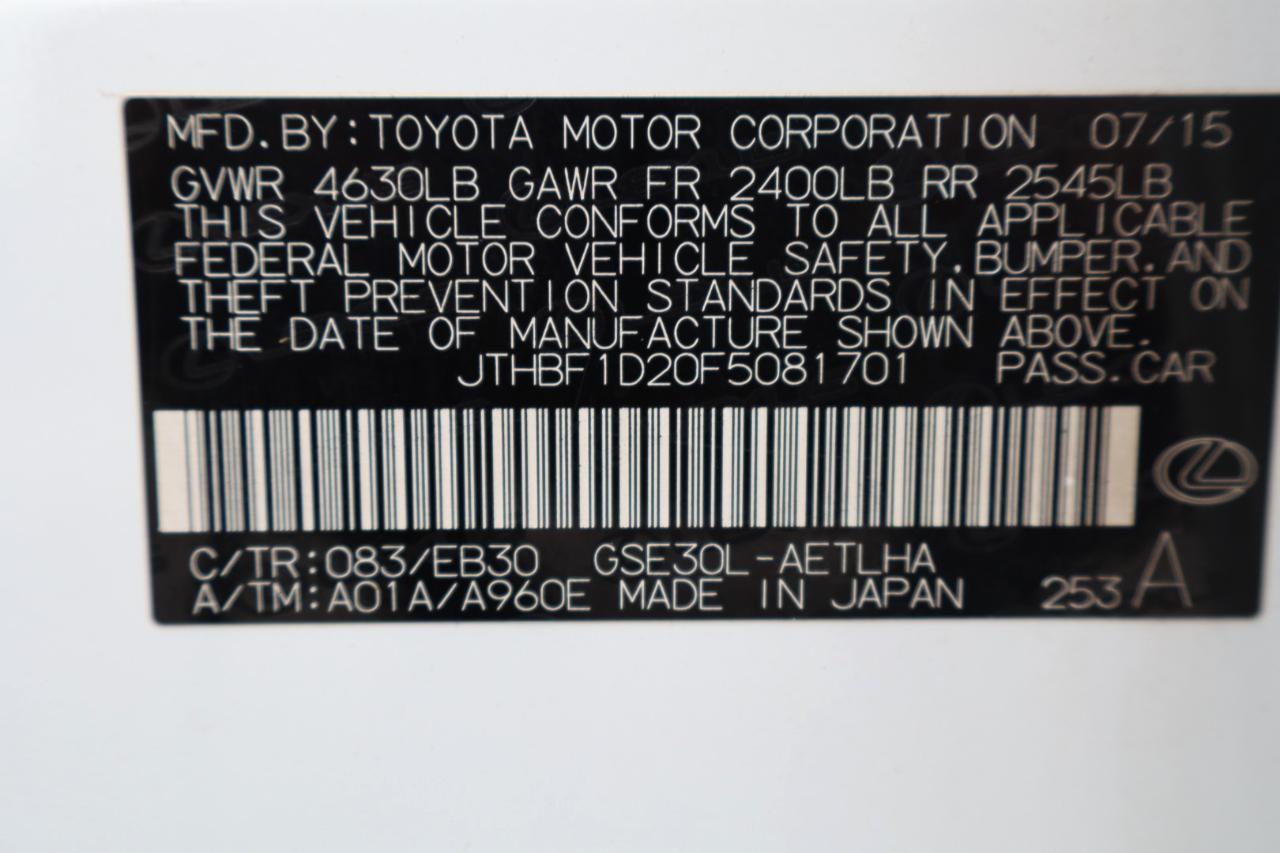 MFD. BY: TOYOTA MOTOR CORPORATION 07/15
GVWR 4630LB GAWR FR 2400LB RR 2545LB
THIS VEHICLE CONFORMS TO ALL APPLICABLE
FEDERAL MOTOR VEHICLE SAFETY. BUMPER. AND
THEFT PREVENTION STANDARDS IN EFFECT ON
THE DATE OF MANUFACTURE SHOWN ABOVE.
JTHBF1D20F5081701 PASS. CAR
C/TR: 083/EB30 GSE30L-AETLHA
A/TM: A01A/A960E MADE IN JAPAN 253 A